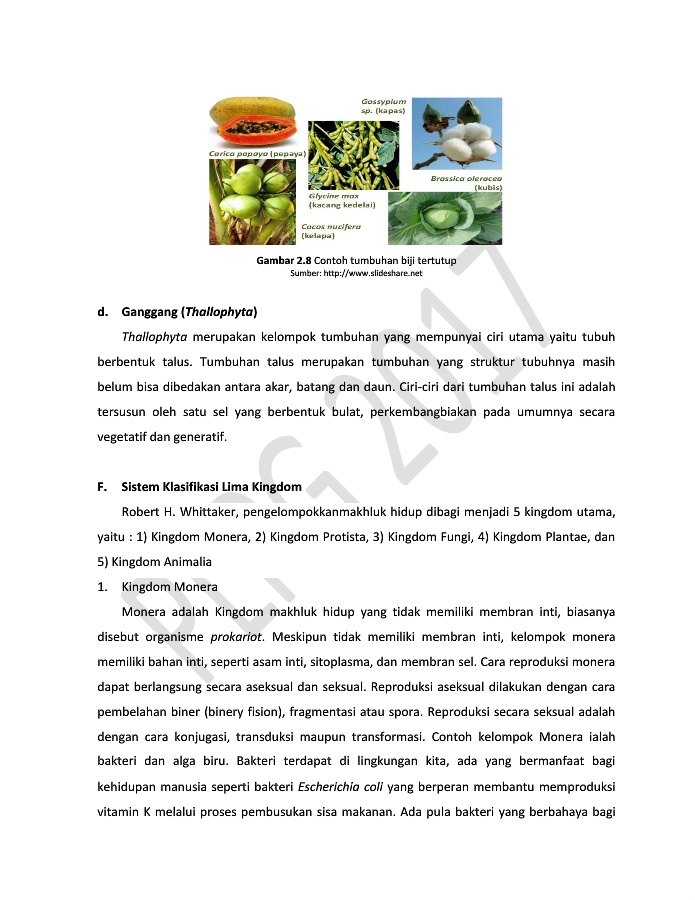 Gossypium
sp. (kapas)
Carica papaya (pepaya)
Brassica oleracea
(kubis)
Glycine max
(kacang kedelai)
Cocos nucifera
(kelapa)
Gambar 2.8 Contoh tumbuhan biji tertutup
Sumber: http://www.slideshare.net
d. Ganggang (Thallophyta)
Thallophyta merupakan kelompok tumbuhan yang mempunyai ciri utama yaitu tubuh
berbentuk talus. Tumbuhan talus merupakan tumbuhan yang struktur tubuhnya masih
belum bisa dibedakan antara akar, batang dan daun. Ciri-ciri dari tumbuhan talus ini adalah
tersusun oleh satu sel yang berbentuk bulat, perkembangbiakan pada umumnya secara
vegetatif dan generatif.
F. Sistem Klasifikasi Lima Kingdom
Robert H. Whittaker, pengelompokkanmakhluk hidup dibagi menjadi 5 kingdom utama,
yaitu : 1) Kingdom Monera, 2) Kingdom Protista, 3) Kingdom Fungi, 4) Kingdom Plantae, dan
5) Kingdom Animalia
1. Kingdom Monera
Monera adalah Kingdom makhluk hidup yang tidak memiliki membran inti, biasanya
disebut organisme prokariot. Meskipun tidak memiliki membran inti, kelompok monera
memiliki bahan inti, seperti asam inti, sitoplasma, dan membran sel. Cara reproduksi monera
dapat berlangsung secara aseksual dan seksual. Reproduksi aseksual dilakukan dengan cara
pembelahan biner (binery fision), fragmentasi atau spora. Reproduksi secara seksual adalah
dengan cara konjugasi, transduksi maupun transformasi. Contoh kelompok Monera ialah
bakteri dan alga biru. Bakteri terdapat di lingkungan kita, ada yang bermanfaat bagi
kehidupan manusia seperti bakteri Escherichia coli yang berperan membantu memproduksi
vitamin K melalui proses pembusukan sisa makanan. Ada pula bakteri yang berbahaya bagi
PLPG 2017